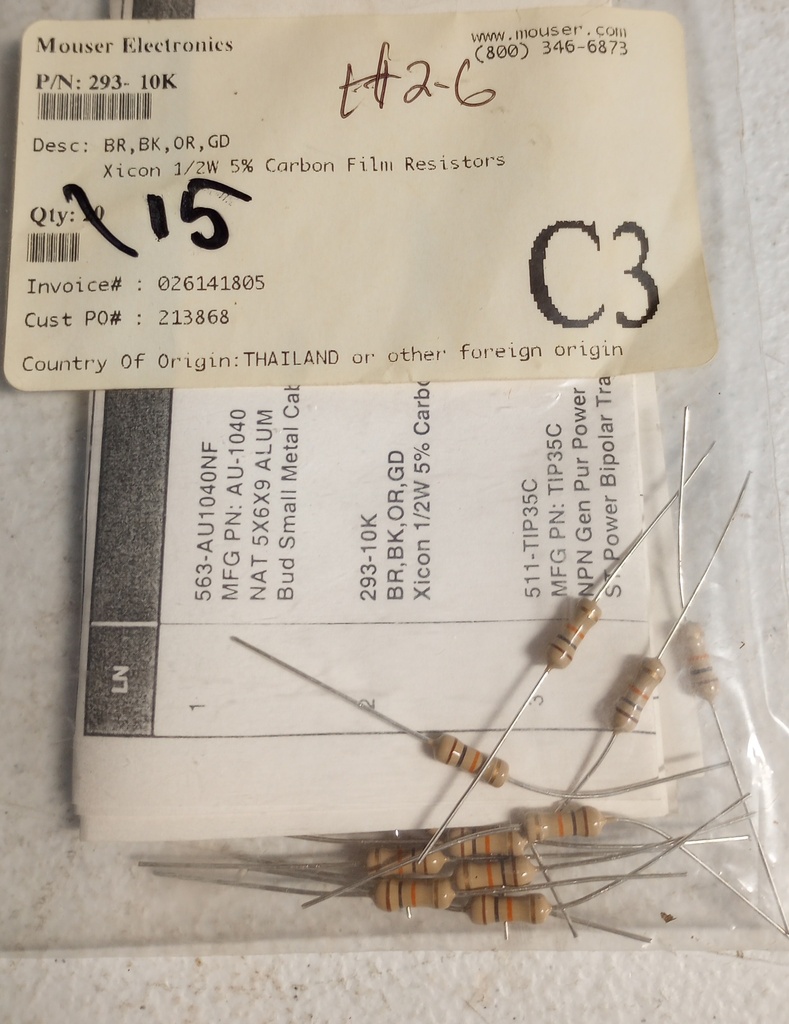 Mouser Electronics
www.mouser.com
(800) 346-6873
P/N: 293- 10K
#2-6
Desc: BR,BK,OR,GD
Xicon 1/2W 5% Carbon Film Resistors
Qty:
15
C3
Invoice# : 026141805
Cust PO# : 213868
Country Of Origin:THAILAND or other foreign origin
LN
1
563-AU1040NF
MFG PN: AU-1040
NAT 5X6X9 ALUM
Bud Small Metal Cab
2
293-10K
BR,BK,OR,GD
Xicon 1/2W 5% Carbo
3
511-TIP35C
MFG PN: TIP35C
NPN Gen Pur Power
ST Power Bipolar Tra